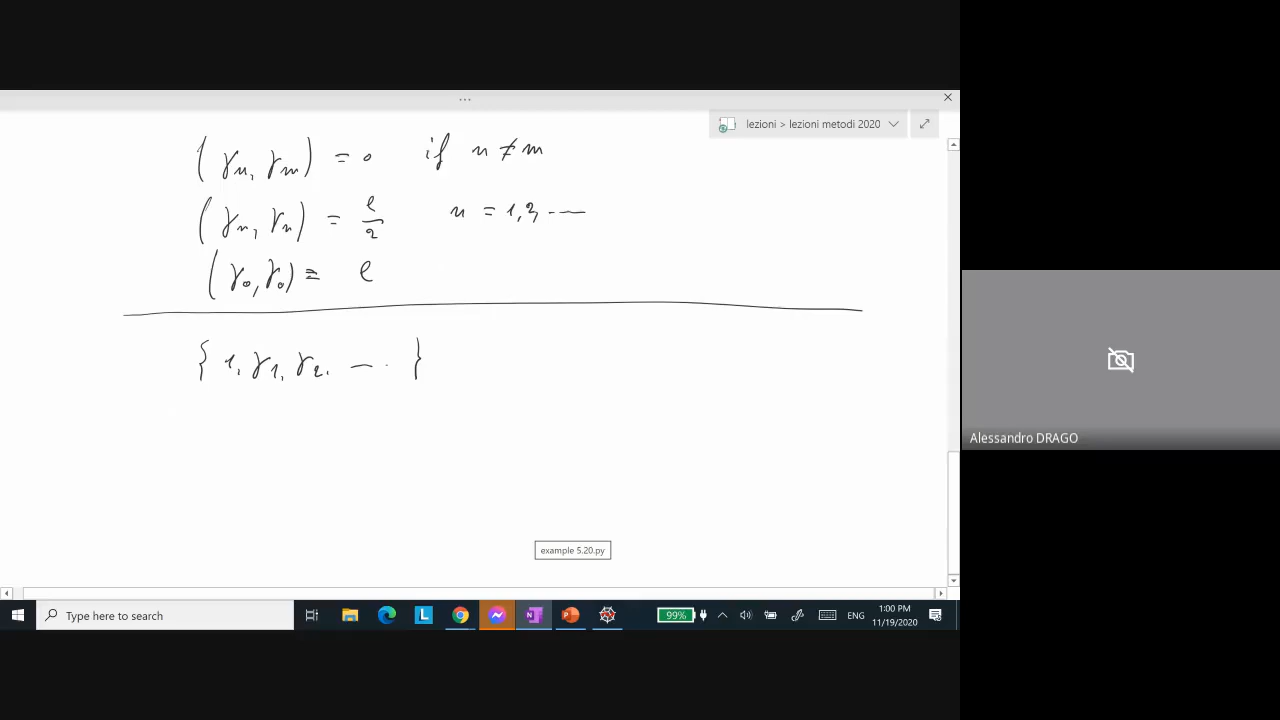 lezioni > lezioni metodi 2020
(γn, γm) = 0 if n ≠ m
(γn, γn) = ℓ/2 n = 1, 2, ----
(γ0, γ0) = ℓ
{ 1, γ1, γ2, --- }
Alessandro DRAGO
example 5.20.py
Type here to search
L
N
P
99%
ENG
1:00 PM
11/19/2020